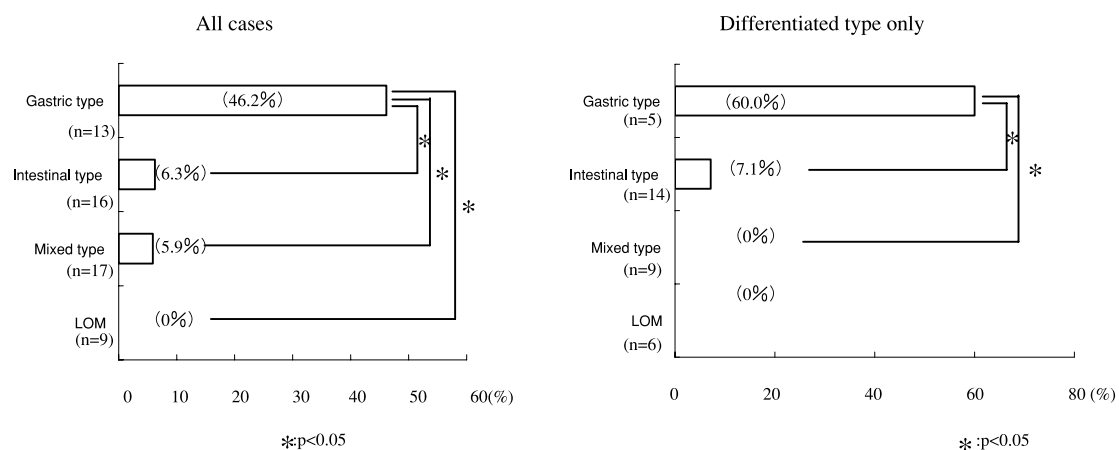 All cases
Gastric type
(n=13)
(46.2%)
*
Intestinal type
(n=16)
(6.3%)
*
Mixed type
(n=17)
(5.9%)
*
LOM
(n=9)
(0%)
0 10 20 30 40 50 60(%)
*:p<0.05
Differentiated type only
Gastric type
(n=5)
(60.0%)
*
Intestinal type
(n=14)
(7.1%)
*
Mixed type
(n=9)
(0%)
(0%)
LOM
(n=6)
0 20 40 60 80 (%)
* :p<0.05